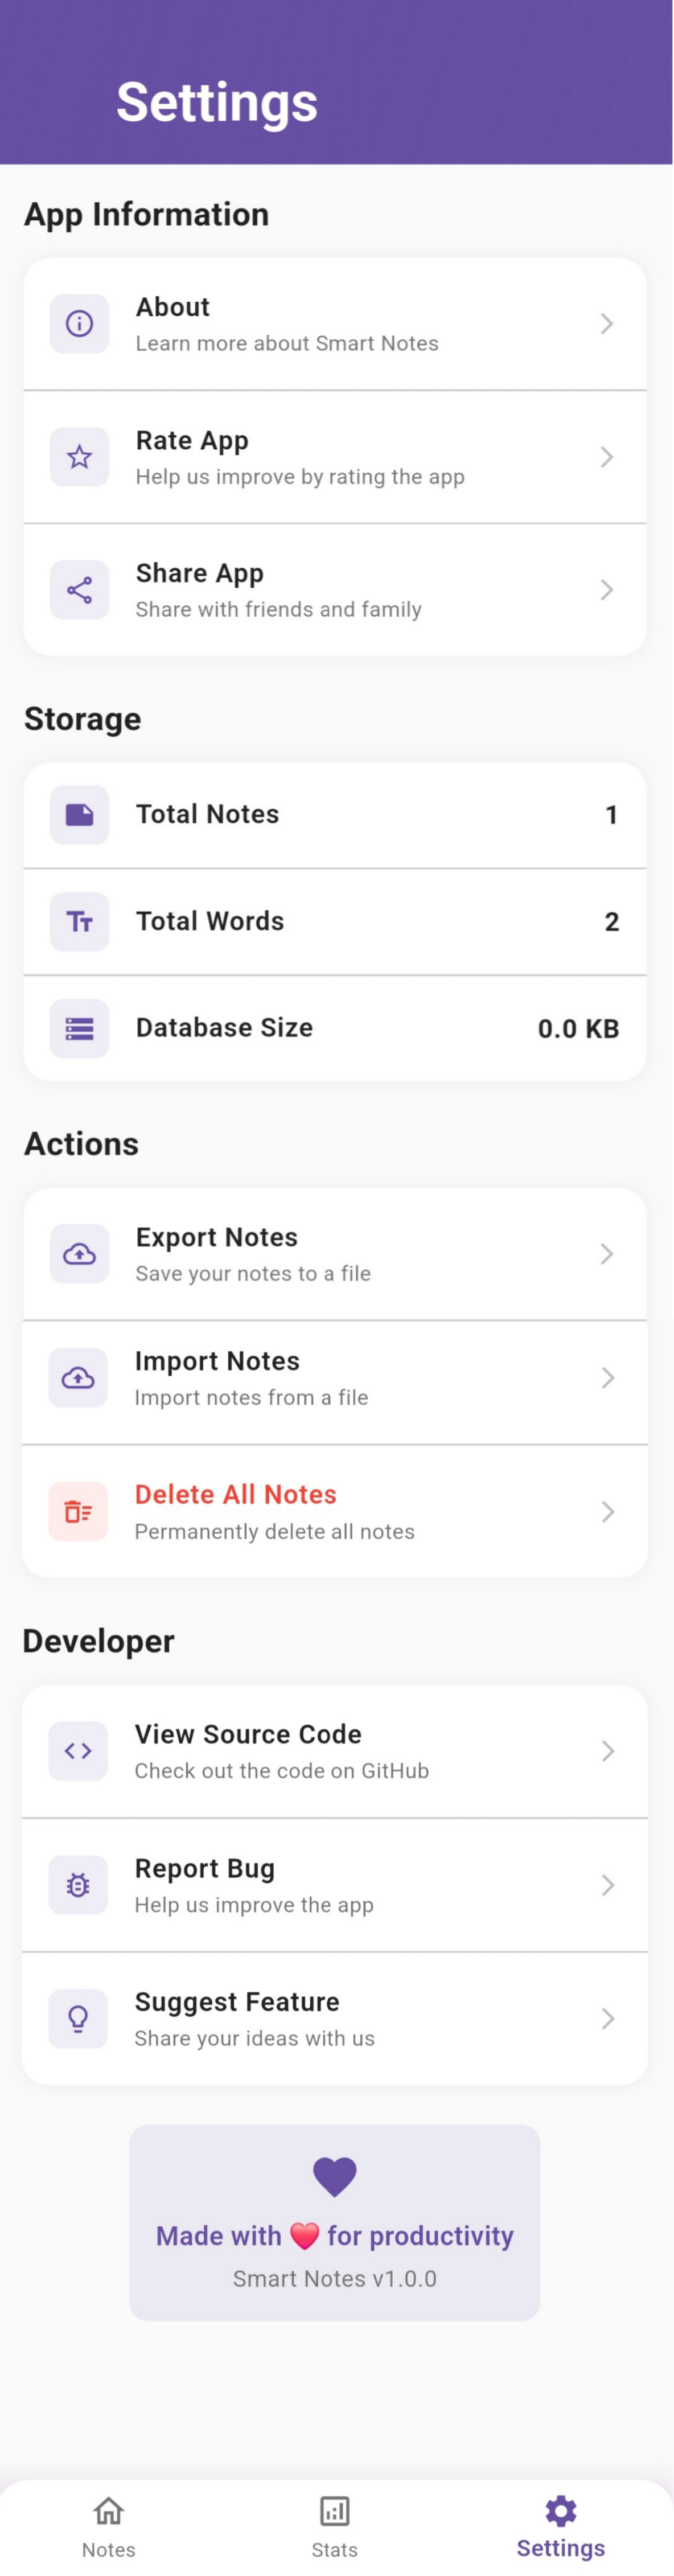 Settings
App Information
About
Learn more about Smart Notes
Rate App
Help us improve by rating the app
Share App
Share with friends and family
Storage
Total Notes 1
Total Words 2
Database Size 0.0 KB
Actions
Export Notes
Save your notes to a file
Import Notes
Import notes from a file
Delete All Notes
Permanently delete all notes
Developer
View Source Code
Check out the code on GitHub
Report Bug
Help us improve the app
Suggest Feature
Share your ideas with us
Made with ❤️ for productivity
Smart Notes v1.0.0
Notes Stats Settings